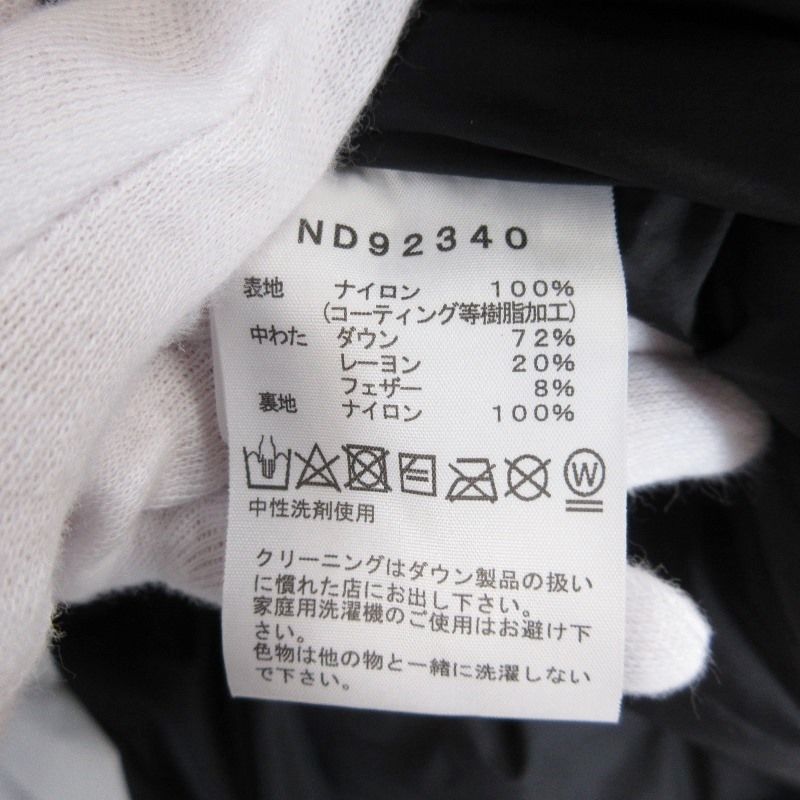 ND92340
表地 ナイロン 100%
(コーティング等樹脂加工)
中わた ダウン 72%
レーヨン 20%
フェザー 8%
裏地 ナイロン 100%
W
中性洗剤使用
クリーニングはダウン製品の扱い
に慣れた店にお出し下さい。
家庭用洗濯機のご使用はお避け下
さい。
色物は他の物と一緒に洗濯しない
で下さい。